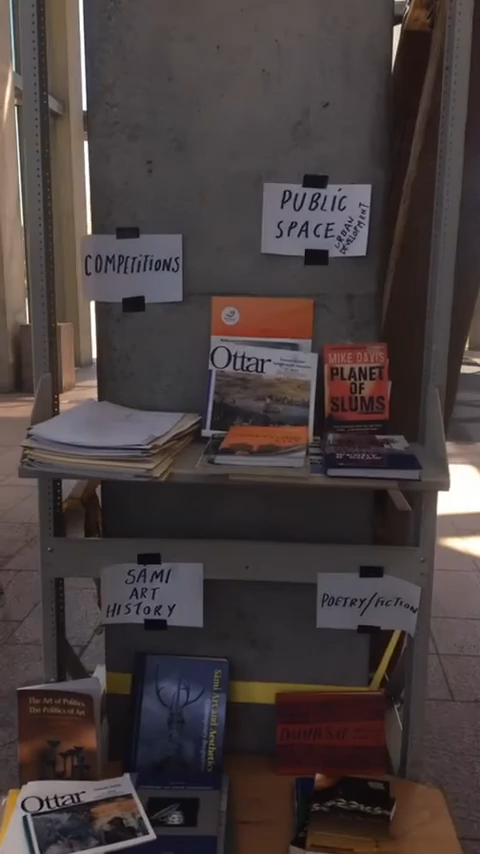 PUBLIC
SPACE
URBAN
DEVELOPMENT
COMPETITIONS
Ottar
MIKE DAVIS
PLANET
OF
SLUMS
SAMI
ART
HISTORY
POETRY/FICTION
The Art of Politics
The Politics of Art
Sámi Art and Aesthetics
Ottar